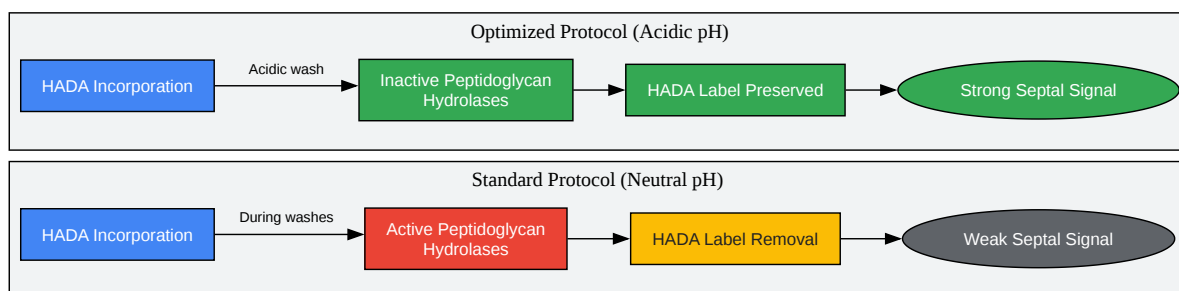 Optimized Protocol (Acidic pH)
HADA Incorporation
Acidic wash
Inactive Peptidoglycan
Hydrolases
HADA Label Preserved
Strong Septal Signal
Standard Protocol (Neutral pH)
HADA Incorporation
During washes
Active Peptidoglycan
Hydrolases
HADA Label Removal
Weak Septal Signal